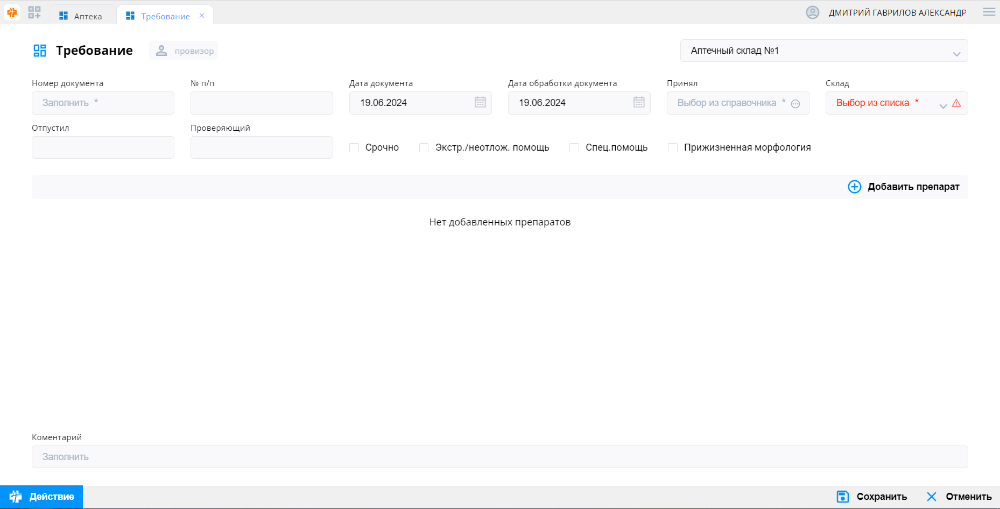 Аптека
Требование
ДМИТРИЙ ГАВРИЛОВ АЛЕКСАНДР
Требование
провизор
Аптечный склад №1
Номер документа
№ п/п
Дата документа
Дата обработки документа
Принял
Склад
Заполнить *
19.06.2024
19.06.2024
Выбор из справочника *
Выбор из списка *
Отпустил
Проверяющий
Срочно
Экстр./неотлож. помощь
Спец.помощь
Прижизненная морфология
Добавить препарат
Нет добавленных препаратов
Коментарий
Заполнить
Действие
Сохранить
Отменить